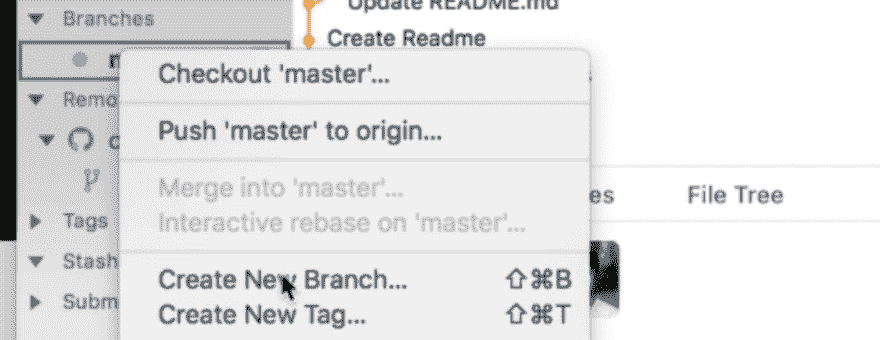 Update README.md
Branches
Create Readme
Checkout 'master'...
Remo
Push 'master' to origin...
Merge into 'master'...
es
File Tree
Tags
Interactive rebase on 'master'...
Stash
Create New Branch... ⇧⌘B
Subm
Create New Tag... ⇧⌘T